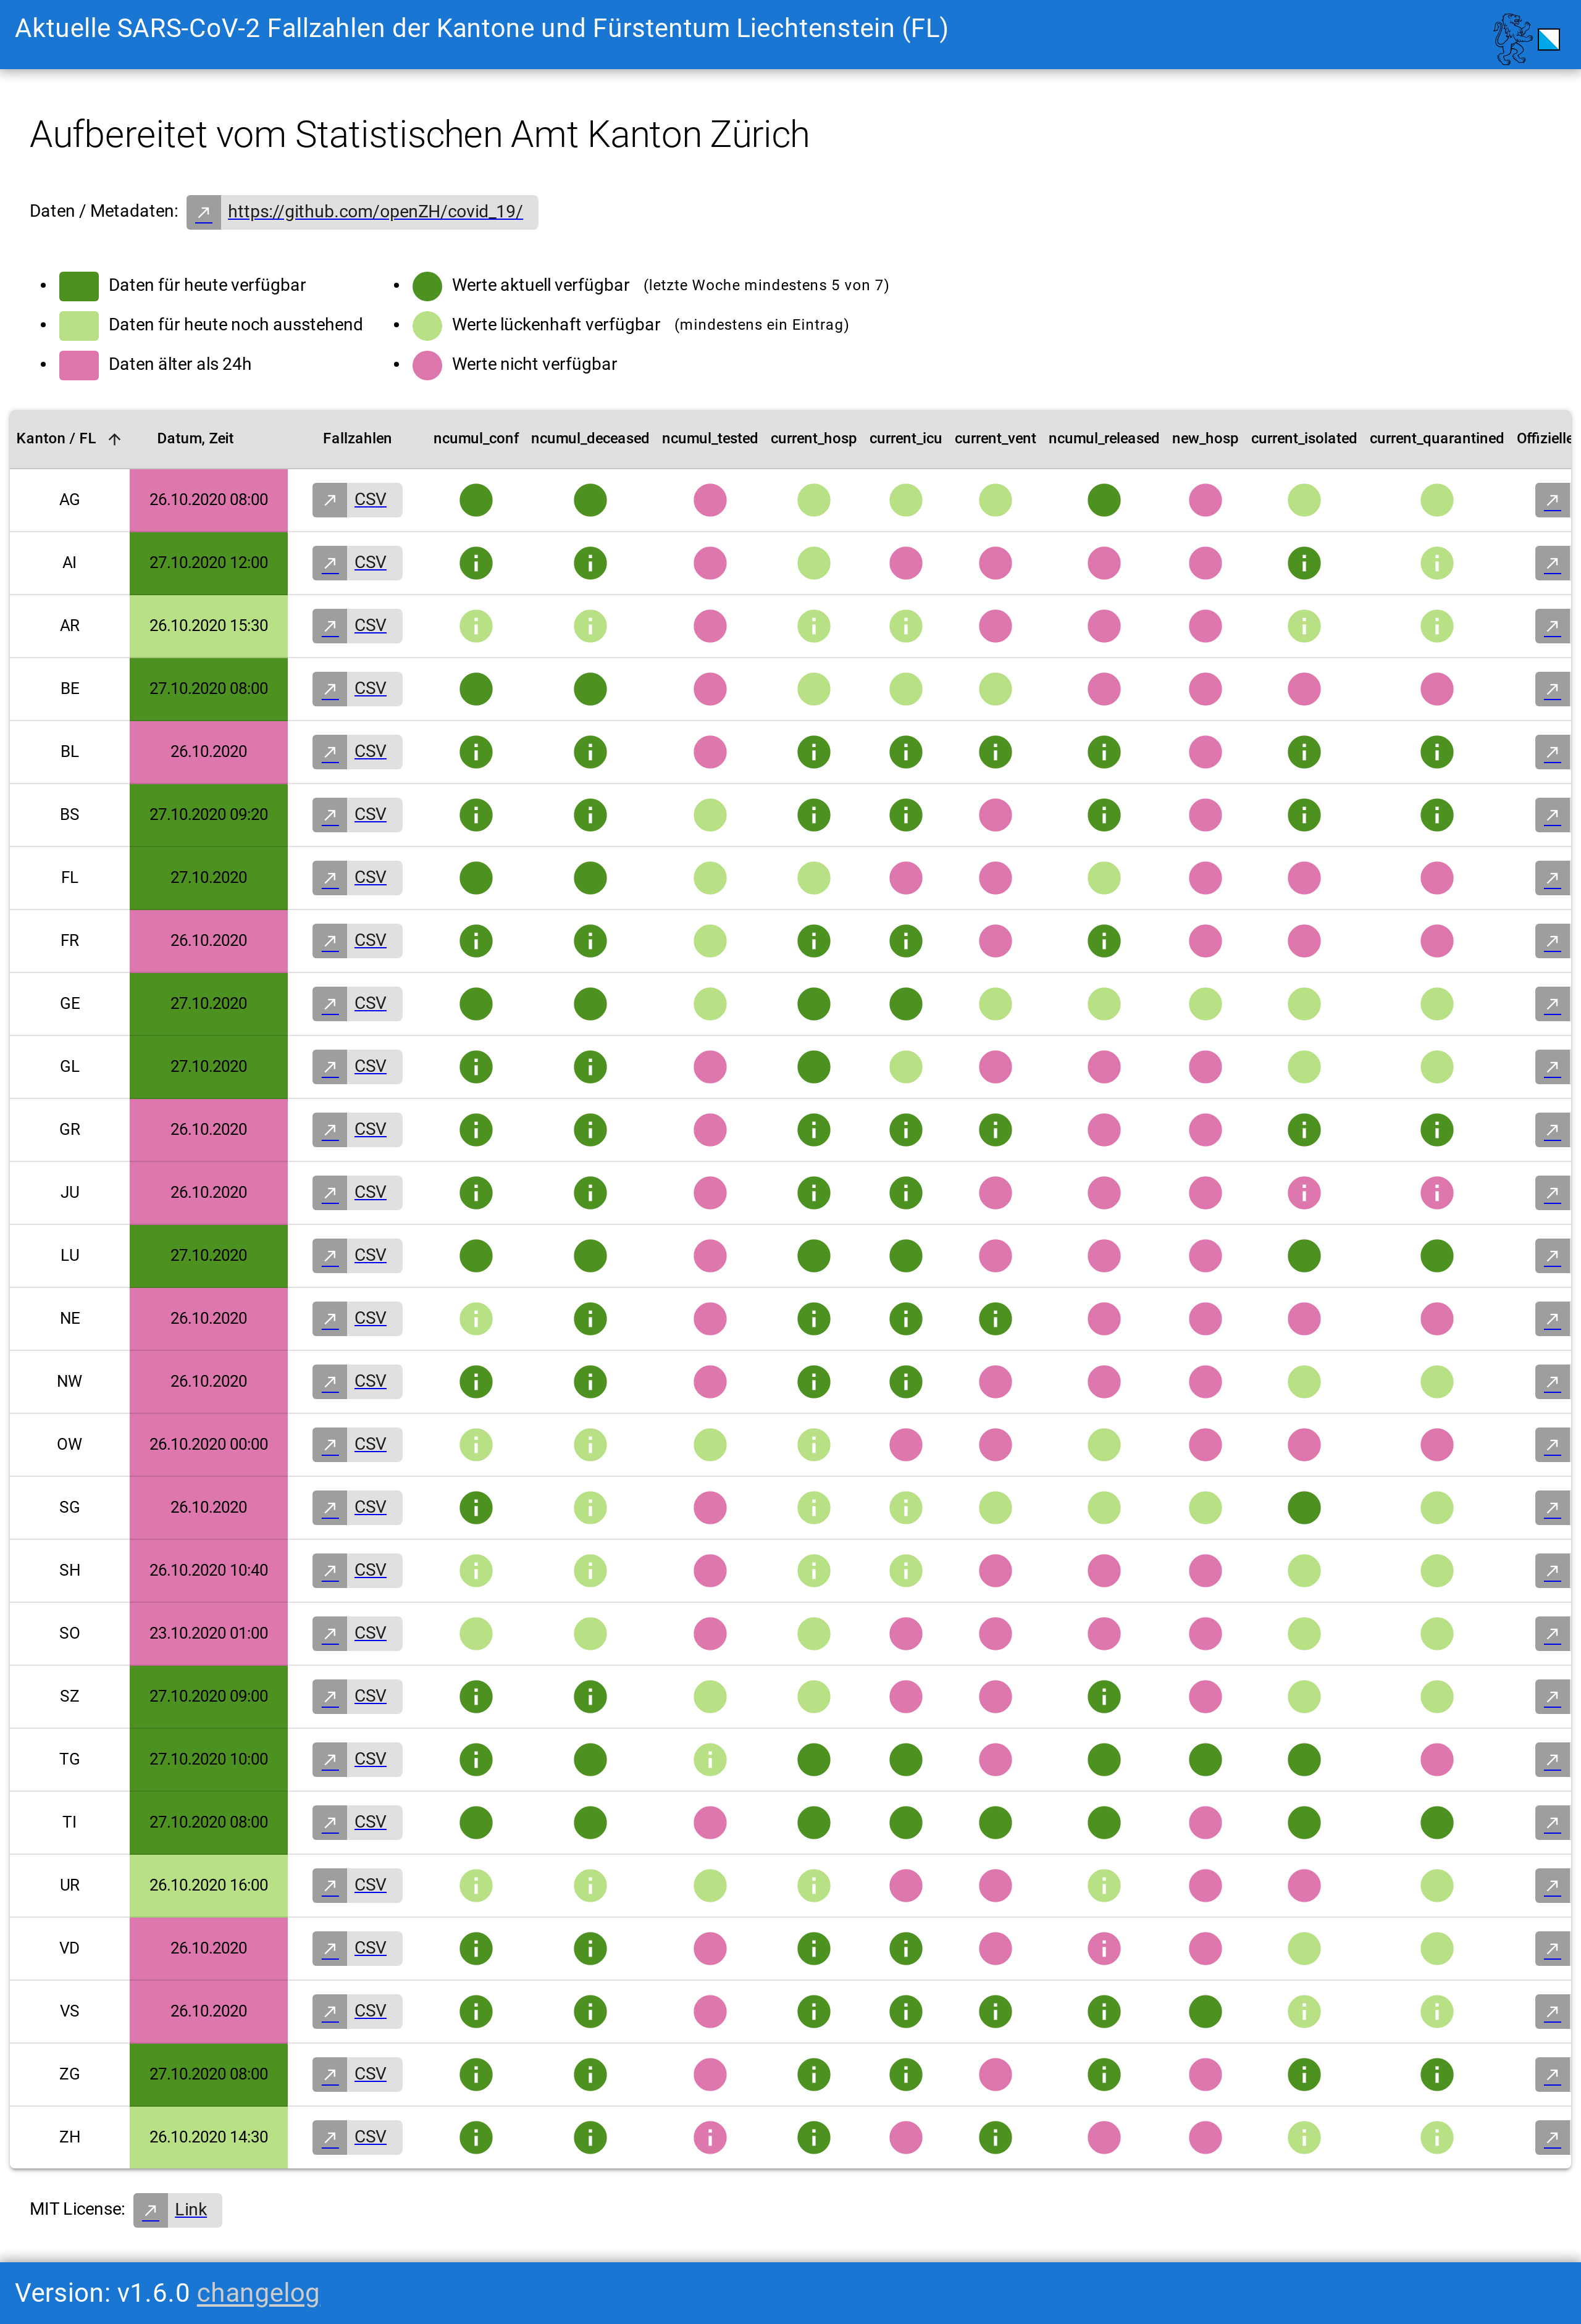 Aktuelle SARS-CoV-2 Fallzahlen der Kantone und Fürstentum Liechtenstein (FL)
Aufbereitet vom Statistischen Amt Kanton Zürich
Daten / Metadaten: https://github.com/openZH/covid_19/
Daten für heute verfügbar
Daten für heute noch ausstehend
Daten älter als 24h
Werte aktuell verfügbar (letzte Woche mindestens 5 von 7)
Werte lückenhaft verfügbar (mindestens ein Eintrag)
Werte nicht verfügbar
Kanton / FL Datum, Zeit Fallzahlen ncumul_conf ncumul_deceased ncumul_tested current_hosp current_icu current_vent ncumul_released new_hosp current_isolated current_quarantined Offizielle
AG 26.10.2020 08:00 CSV
AI 27.10.2020 12:00 CSV
AR 26.10.2020 15:30 CSV
BE 27.10.2020 08:00 CSV
BL 26.10.2020 CSV
BS 27.10.2020 09:20 CSV
FL 27.10.2020 CSV
FR 26.10.2020 CSV
GE 27.10.2020 CSV
GL 27.10.2020 CSV
GR 26.10.2020 CSV
JU 26.10.2020 CSV
LU 27.10.2020 CSV
NE 26.10.2020 CSV
NW 26.10.2020 CSV
OW 26.10.2020 00:00 CSV
SG 26.10.2020 CSV
SH 26.10.2020 10:40 CSV
SO 23.10.2020 01:00 CSV
SZ 27.10.2020 09:00 CSV
TG 27.10.2020 10:00 CSV
TI 27.10.2020 08:00 CSV
UR 26.10.2020 16:00 CSV
VD 26.10.2020 CSV
VS 26.10.2020 CSV
ZG 27.10.2020 08:00 CSV
ZH 26.10.2020 14:30 CSV
MIT License: Link
Version: v1.6.0 changelog